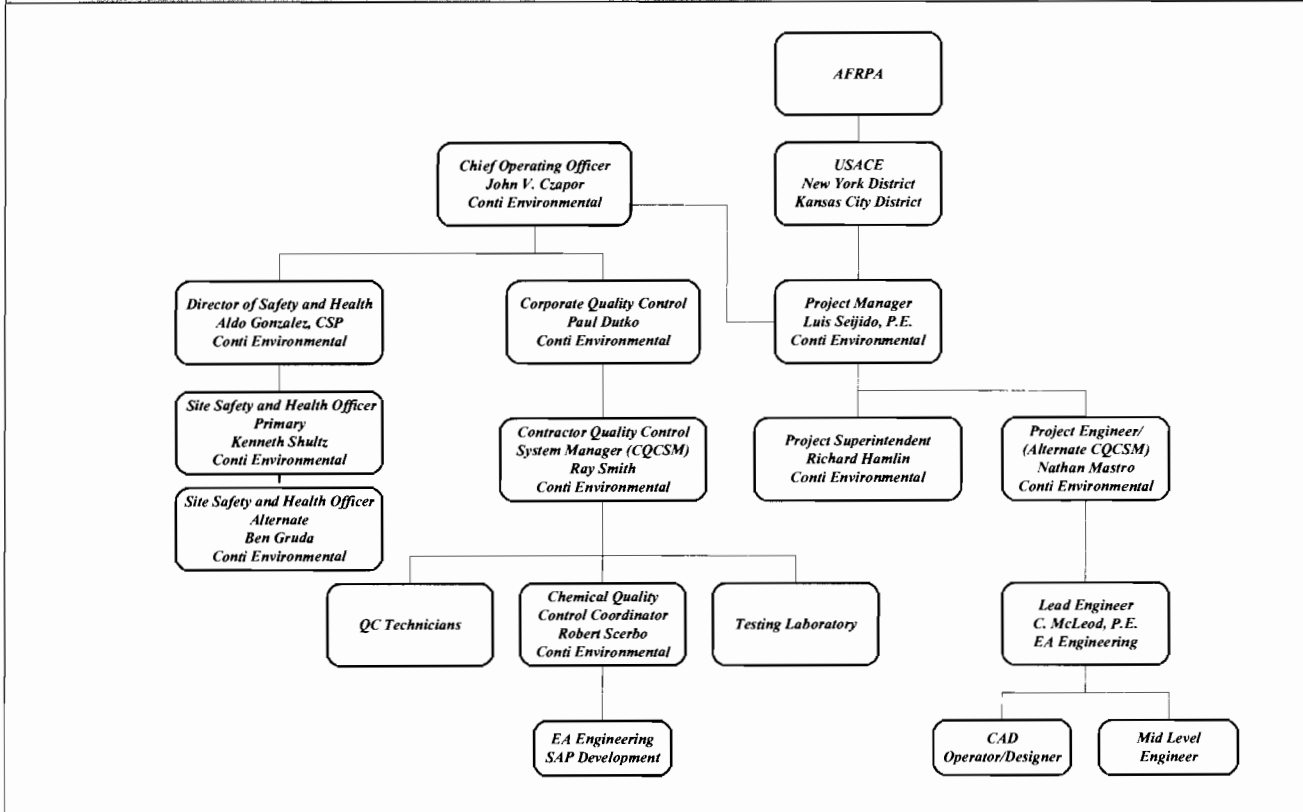 AFRPA
Chief Operating Officer
John V. Czapor
Conti Environmental
USACE
New York District
Kansas City District
Director of Safety and Health
Aldo Gonzalez, CSP
Conti Environmental
Corporate Quality Control
Paul Dutko
Conti Environmental
Project Manager
Luis Seijido, P.E.
Conti Environmental
Site Safety and Health Officer
Primary
Kenneth Shultz
Conti Environmental
Contractor Quality Control
System Manager (CQCSM)
Ray Smith
Conti Environmental
Project Superintendent
Richard Hamlin
Conti Environmental
Project Engineer/
(Alternate CQCSM)
Nathan Mastro
Conti Environmental
Site Safety and Health Officer
Alternate
Ben Gruda
Conti Environmental
QC Technicians
Chemical Quality
Control Coordinator
Robert Scerbo
Conti Environmental
Testing Laboratory
Lead Engineer
C. McLeod, P.E.
EA Engineering
EA Engineering
SAP Development
CAD
Operator/Designer
Mid Level
Engineer